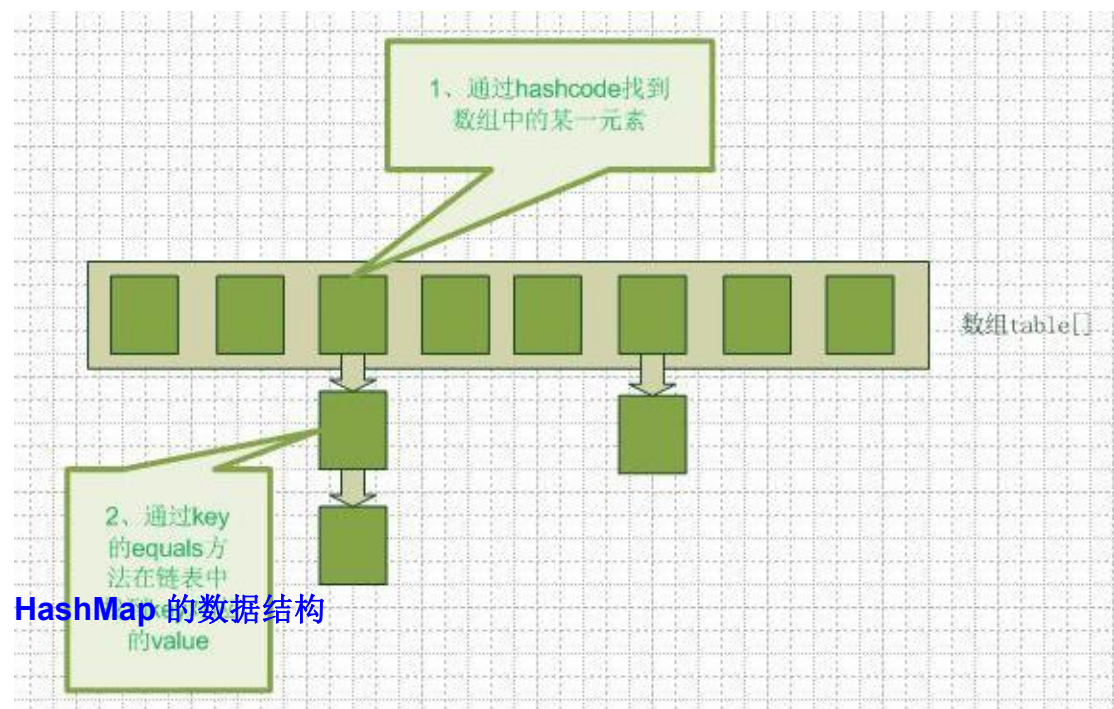 1、通过hashcode找到
数组中的某一元素
数组table[]
2、通过key
的equals方
法在链表中
key
的value
HashMap 的数据结构